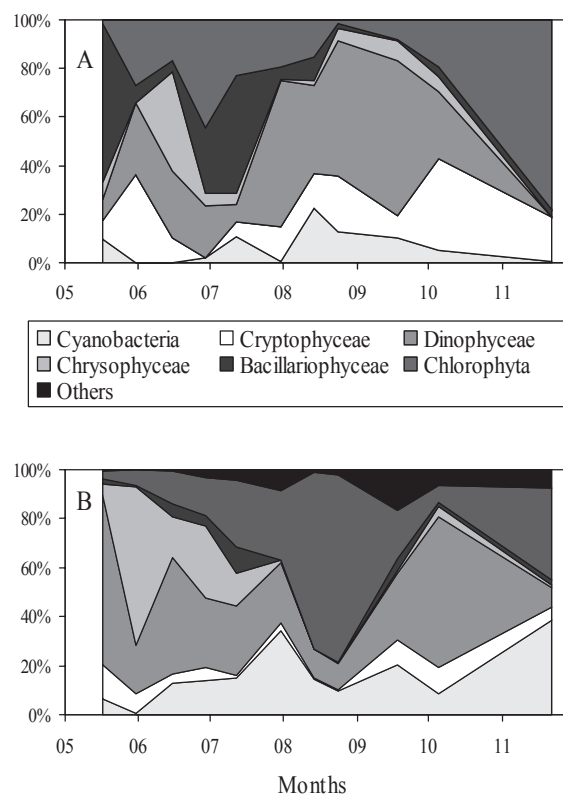 100%
A
80%
60%
40%
20%
0%
05 06 07 08 09 10 11
Cyanobacteria Cryptophyceae Dinophyceae
Chrysophyceae Bacillariophyceae Chlorophyta
Others
100%
B
80%
60%
40%
20%
0%
05 06 07 08 09 10 11
Months